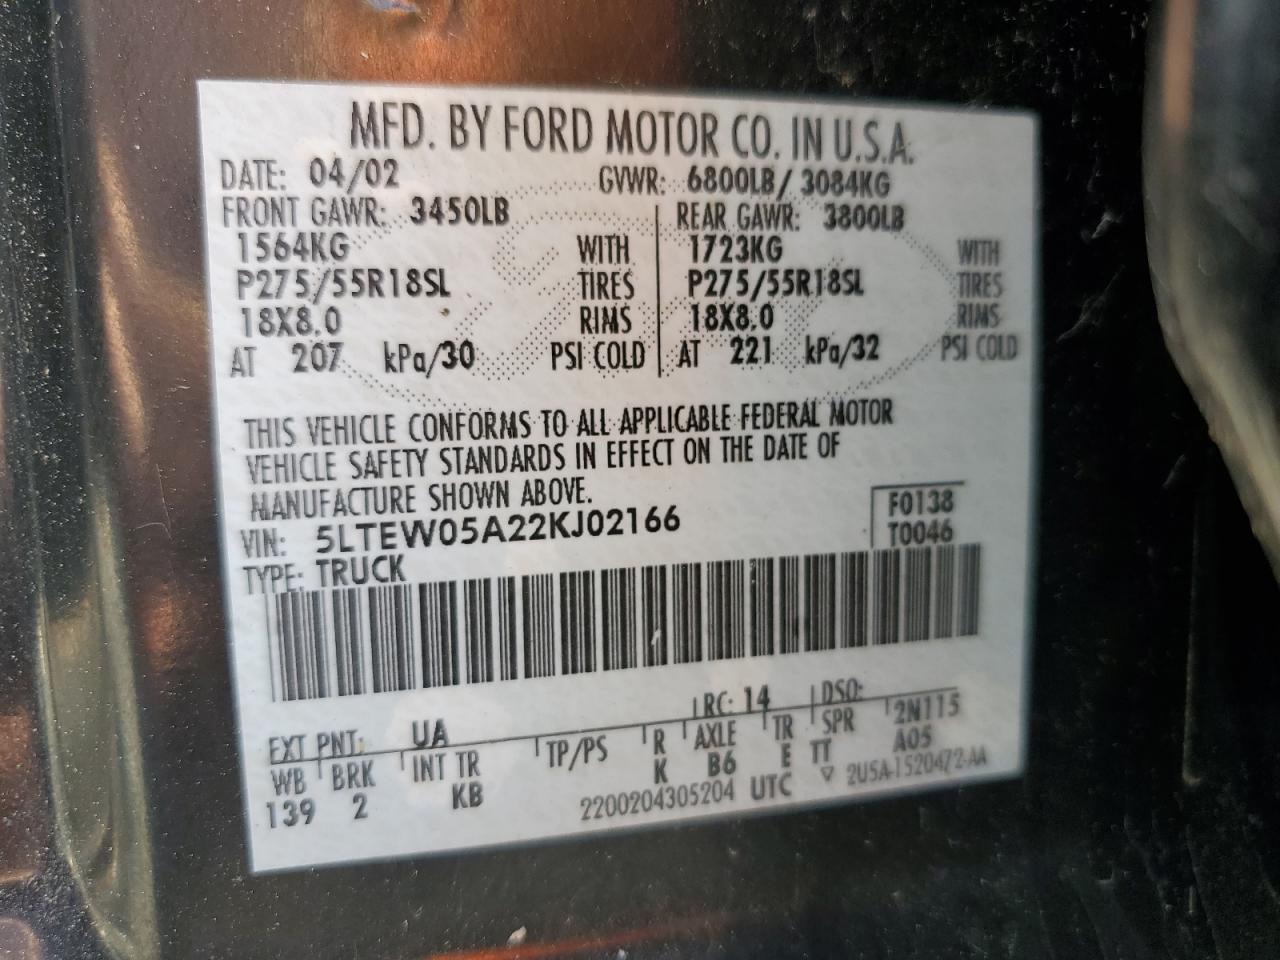 MFD. BY FORD MOTOR CO. IN U.S.A.
DATE: 04/02 GVWR: 6800LB/ 3084KG
FRONT GAWR: 3450LB REAR GAWR: 3800LB
1564KG WITH 1723KG WITH
P275/55R18SL TIRES P275/55R18SL TIRES
18X8.0 RIMS 18X8.0 RIMS
AT 207 kPa/30 PSI COLD AT 221 kPa/32 PSI COLD
THIS VEHICLE CONFORMS TO ALL APPLICABLE FEDERAL MOTOR
VEHICLE SAFETY STANDARDS IN EFFECT ON THE DATE OF
MANUFACTURE SHOWN ABOVE.
F0138
VIN: 5LTEW05A22KJ02166
T0046
TYPE: TRUCK
EXT PNT: UA RC: 14 DSO:
WB BRK INT TR TP/PS R AXLE TR SPR 2N115
139 2 KB K B6 E TT A05
2200204305204 UTC ▽ 2U5A-1520472-AA